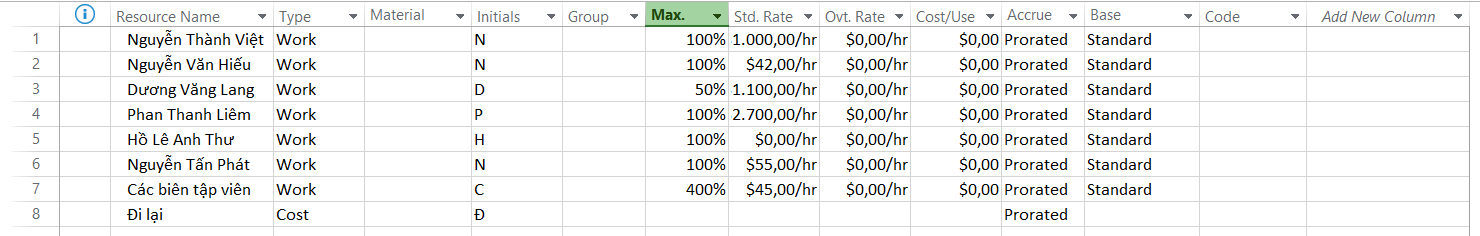 Resource Name Type Material Initials Group Max. Std. Rate Ovt. Rate Cost/Use Accrue Base Code Add New Column
1 Nguyễn Thành Việt Work N 100% 1.000,00/hr $0,00/hr $0,00 Prorated Standard
2 Nguyễn Văn Hiếu Work N 100% $42,00/hr $0,00/hr $0,00 Prorated Standard
3 Dương Văng Lang Work D 50% 1.100,00/hr $0,00/hr $0,00 Prorated Standard
4 Phan Thanh Liêm Work P 100% 2.700,00/hr $0,00/hr $0,00 Prorated Standard
5 Hồ Lê Anh Thư Work H 100% $0,00/hr $0,00/hr $0,00 Prorated Standard
6 Nguyễn Tấn Phát Work N 100% $55,00/hr $0,00/hr $0,00 Prorated Standard
7 Các biên tập viên Work C 400% $45,00/hr $0,00/hr $0,00 Prorated Standard
8 Đi lại Cost Đ Prorated